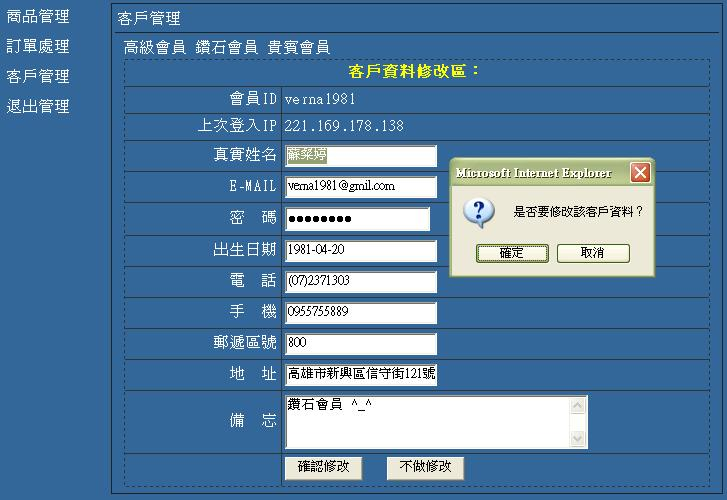 商品管理
訂單處理
客戶管理
退出管理
客戶管理
高級會員 鑽石會員 貴賓會員
客戶資料修改區：
會員ID verna1981
上次登入IP 221.169.178.138
真實姓名 蘇粲婷
E-MAIL verna1981@gmil.com
密 碼 ●●●●●●●●
出生日期 1981-04-20
電 話 (07)2371303
手 機 0955755889
郵遞區號 800
地 址 高雄市新興區信守街121號
備 忘 鑽石會員 ^_^
確認修改 不做修改
Microsoft Internet Explorer
是否要修改該客戶資料？
確定 取消